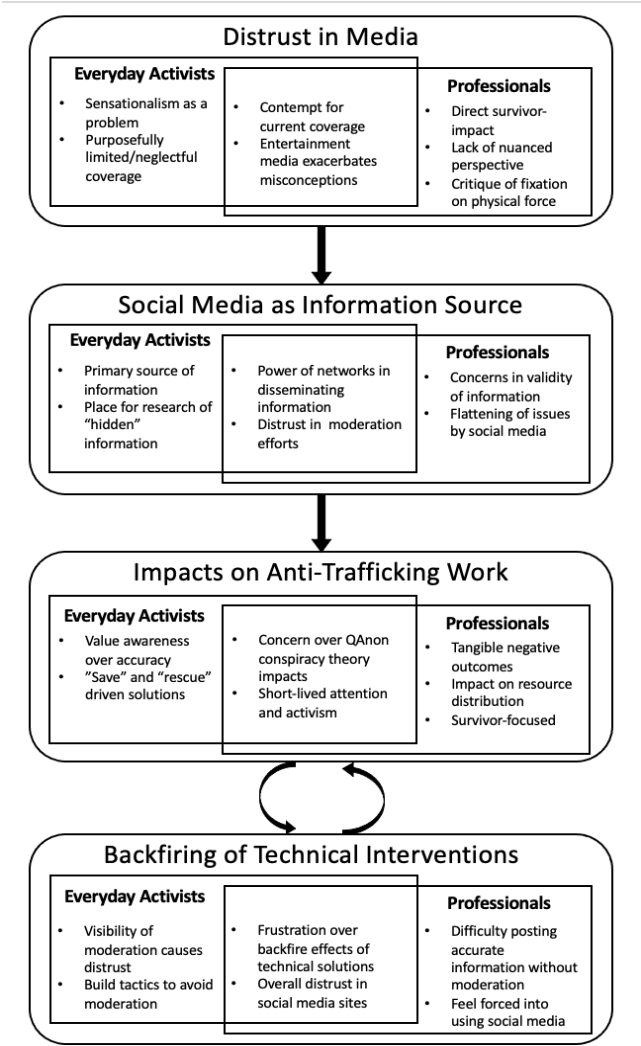 Distrust in Media
Everyday Activists
• Sensationalism as a
problem
• Purposefully
limited/neglectful
coverage
• Contempt for
current coverage
• Entertainment
media exacerbates
misconceptions
Professionals
• Direct survivor-
impact
• Lack of nuanced
perspective
• Critique of fixation
on physical force
Social Media as Information Source
Everyday Activists
• Primary source of
information
• Place for research of
“hidden”
information
• Power of networks in
disseminating
information
• Distrust in moderation
efforts
Professionals
• Concerns in validity
of information
• Flattening of issues
by social media
Impacts on Anti-Trafficking Work
Everyday Activists
• Value awareness
over accuracy
• ”Save” and “rescue”
driven solutions
• Concern over QAnon
conspiracy theory
impacts
• Short-lived attention
and activism
Professionals
• Tangible negative
outcomes
• Impact on resource
distribution
• Survivor-focused
Backfiring of Technical Interventions
Everyday Activists
• Visibility of
moderation causes
distrust
• Build tactics to avoid
moderation
• Frustration over
backfire effects of
technical solutions
• Overall distrust in
social media sites
Professionals
• Difficulty posting
accurate
information without
moderation
• Feel forced into
using social media